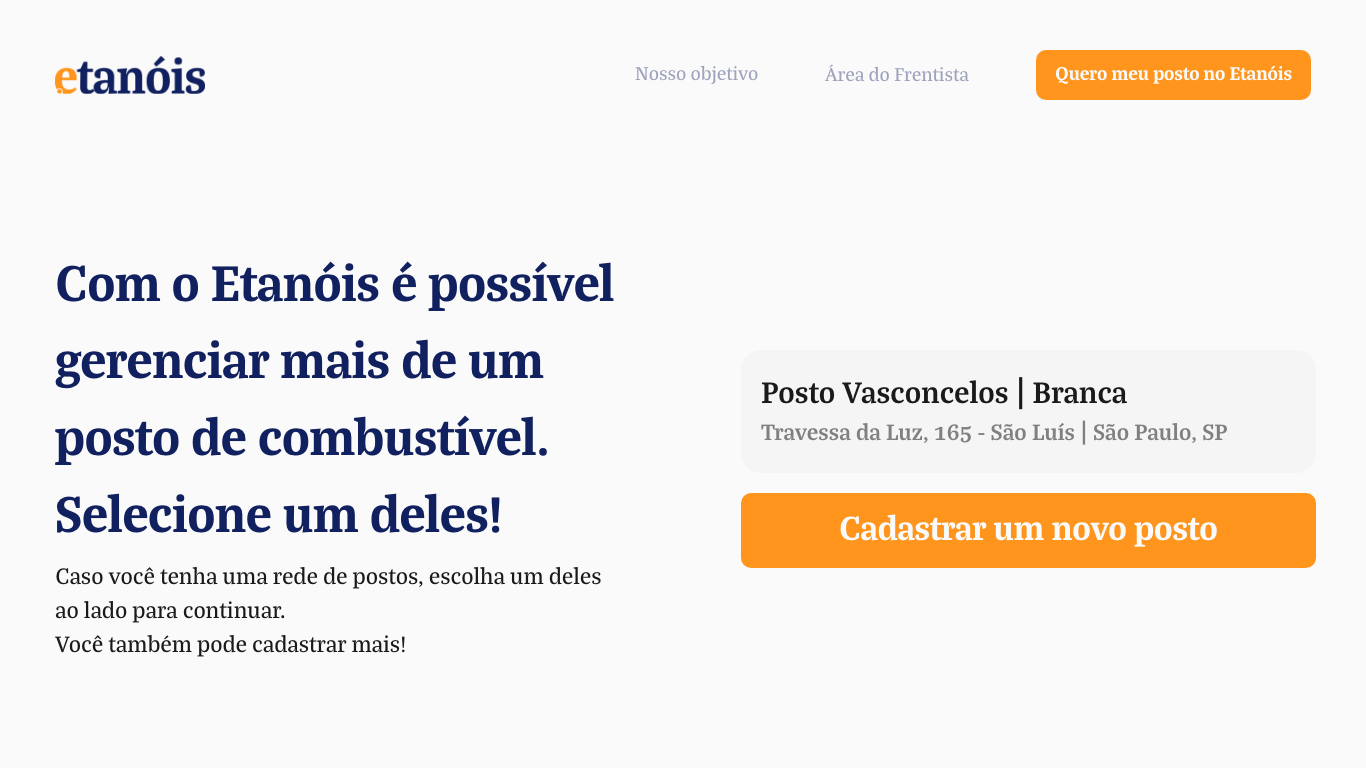 etanóis
Nosso objetivo
Área do Frentista
Quero meu posto no Etanóis
Com o Etanóis é possível
gerenciar mais de um
posto de combustível.
Selecione um deles!
Caso você tenha uma rede de postos, escolha um deles
ao lado para continuar.
Você também pode cadastrar mais!
Posto Vasconcelos | Branca
Travessa da Luz, 165 - São Luís | São Paulo, SP
Cadastrar um novo posto